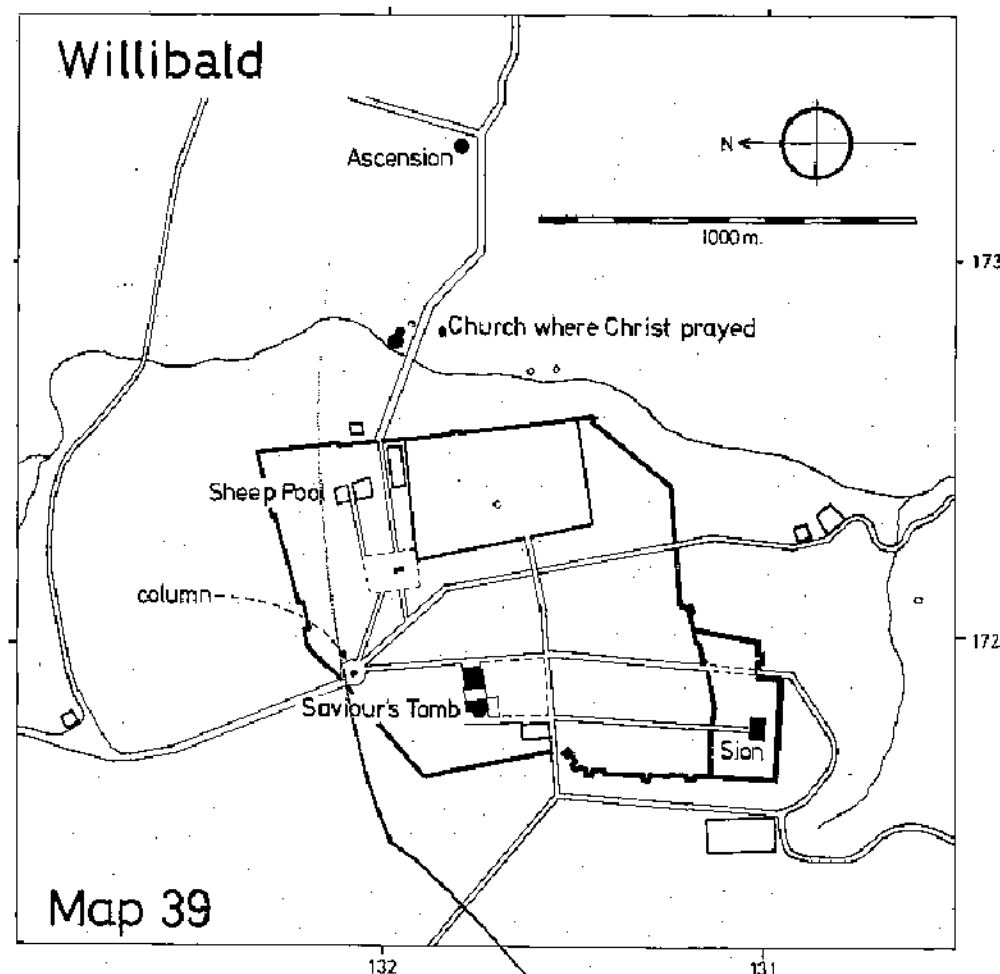 Willibald
Ascension
N
1000 m.
173
Church where Christ prayed
Sheep Pool
column
172
Saviour's Tomb
Sion
Map 39
132
131